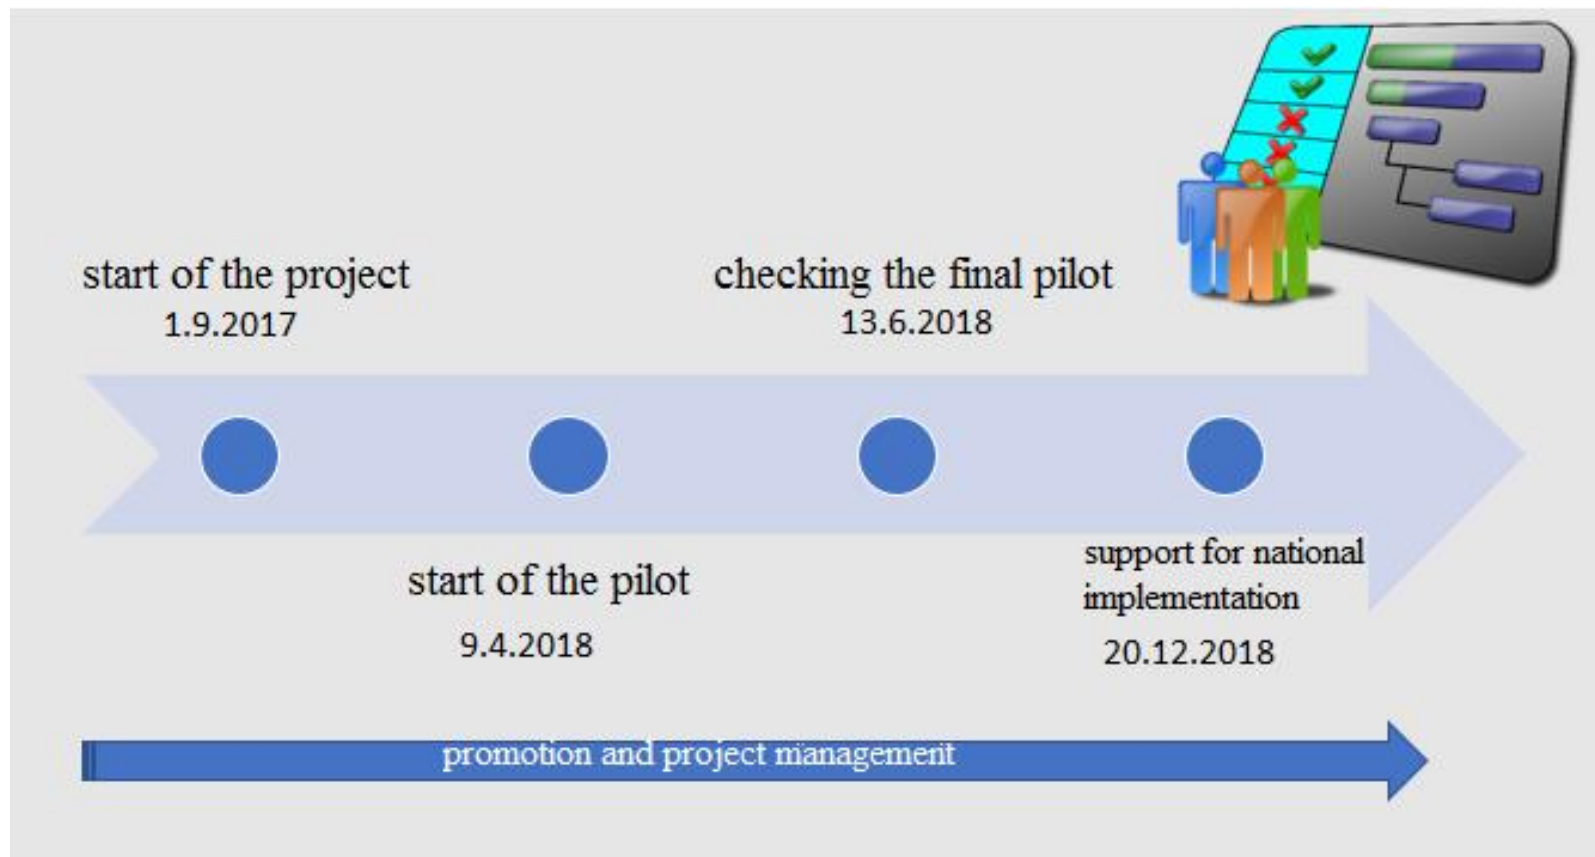 start of the project
1.9.2017
checking the final pilot
13.6.2018
start of the pilot
9.4.2018
support for national
implementation
20.12.2018
promotion and project management